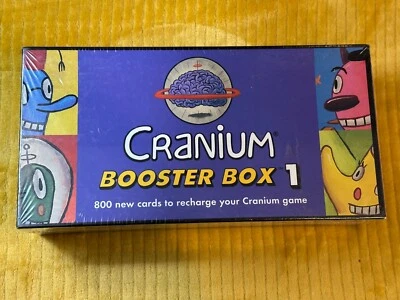 CRANIUM
BOOSTER BOX 1
800 new cards to recharge your Cranium game